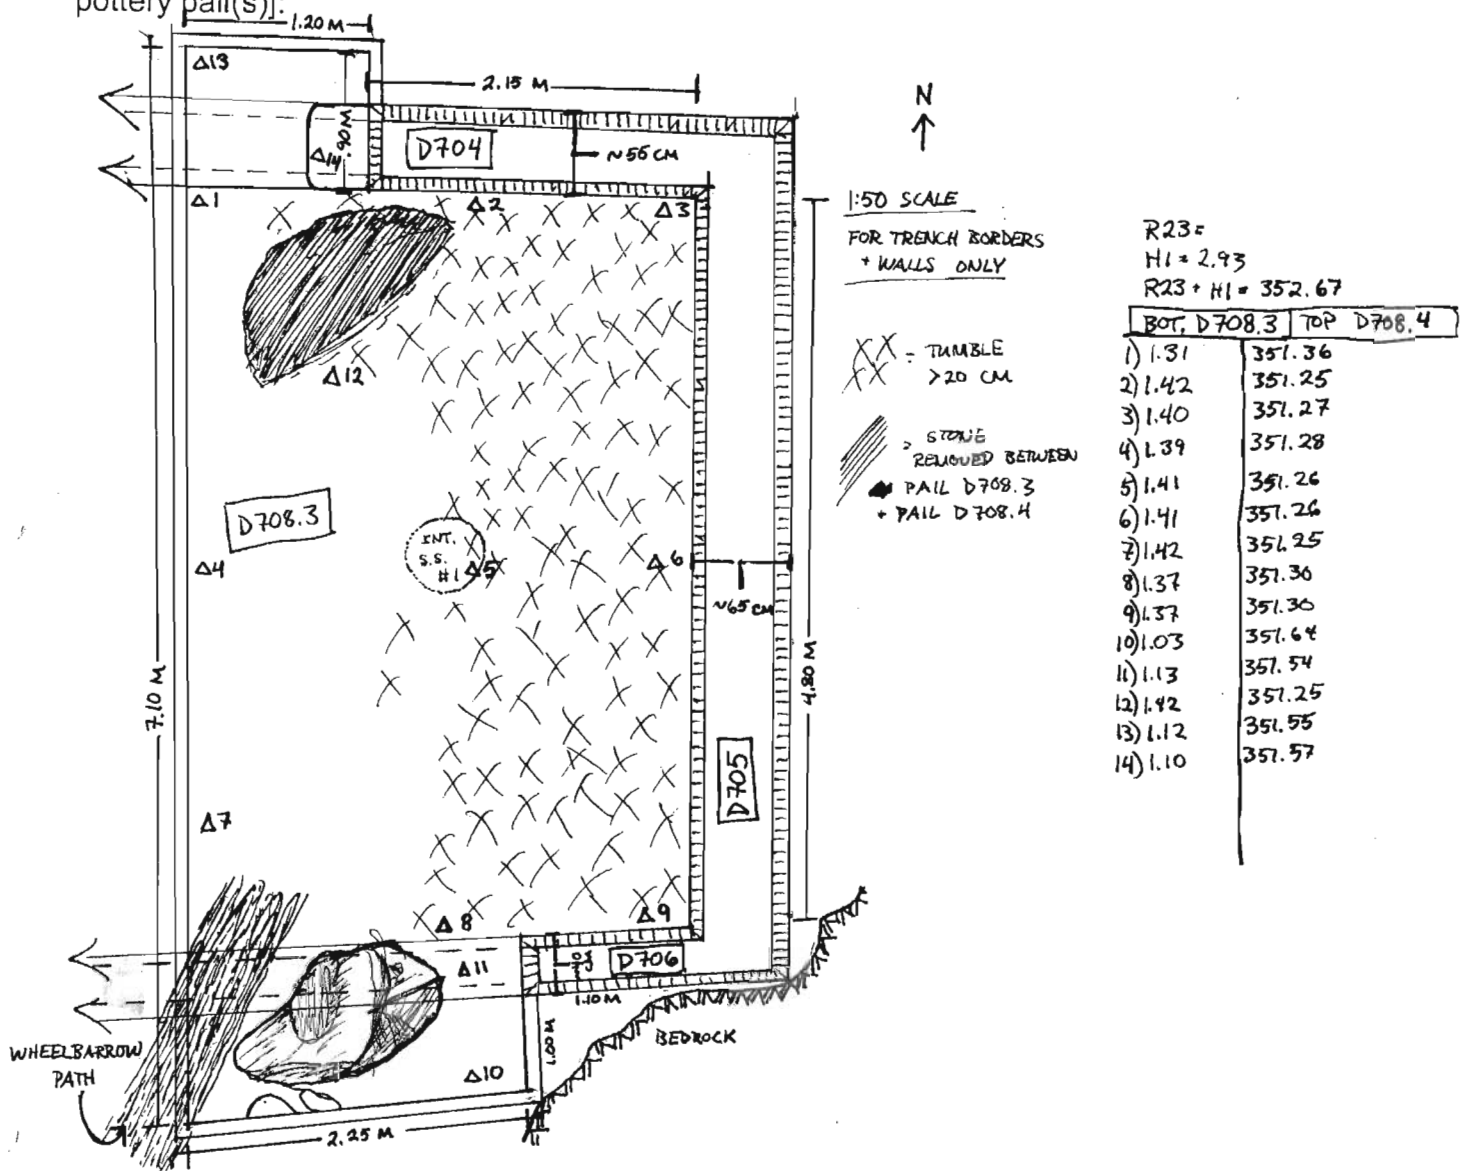 pottery pail(s)]:
1.20 M
Δ13
2.15 M
N
.90 M
Δ14
D704
~55 CM
Δ1
Δ2
Δ3
1:50 SCALE
FOR TRENCH BORDERS
+ WALLS ONLY
R23=
HI = 2.93
R23 + HI = 352.67
BOT. D708.3 TOP D708.4
1) 1.31 351.36
2) 1.42 351.25
3) 1.40 351.27
4) 1.39 351.28
5) 1.41 351.26
6) 1.41 351.26
7) 1.42 351.25
8) 1.37 351.30
9) 1.37 351.30
10) 1.03 351.64
11) 1.13 351.54
12) 1.42 351.25
13) 1.12 351.55
14) 1.10 351.57
XX = TUMBLE
XX >20 CM
= STONE
REMOVED BETWEEN
PAIL D708.3
+ PAIL D708.4
Δ12
D708.3
INT.
S.S.
#1
Δ4
Δ5
Δ6
~65 CM
7.10 M
4.80 M
D705
Δ7
Δ8
Δ9
Δ11
D706
1.10 M
WHEELBARROW
PATH
1.00 M
BEDROCK
Δ10
2.25 M